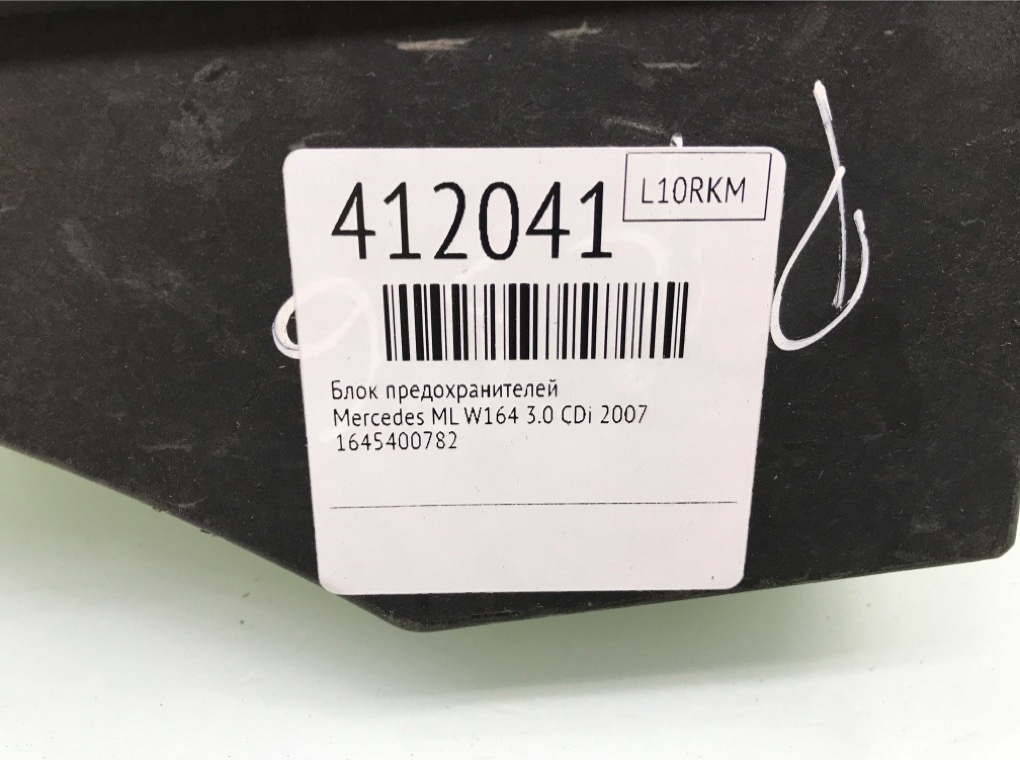 412041
L10RKM
Блок предохранителей
Mercedes ML W164 3.0 CDi 2007
1645400782